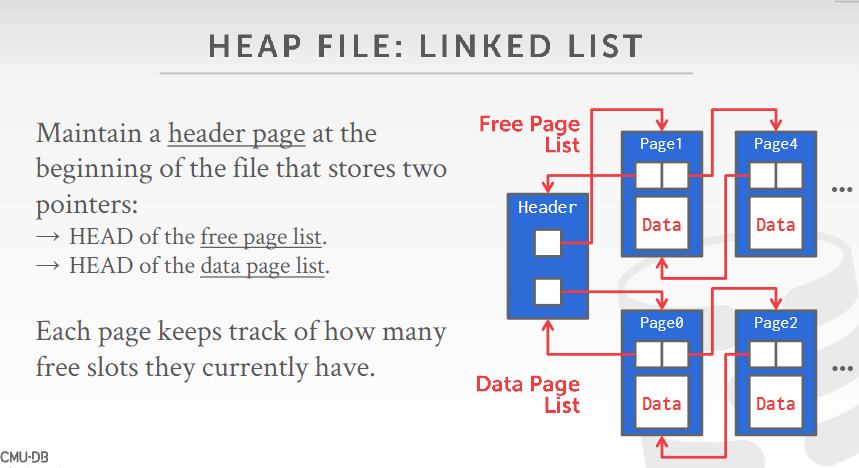 HEAP FILE: LINKED LIST
Maintain a header page at the
beginning of the file that stores two
pointers:
→ HEAD of the free page list.
→ HEAD of the data page list.
Each page keeps track of how many
free slots they currently have.
Free Page
List
Page1
Page4
Header
Data
Data
...
Page0
Page2
Data Page
List
Data
Data
...
CMU-DB